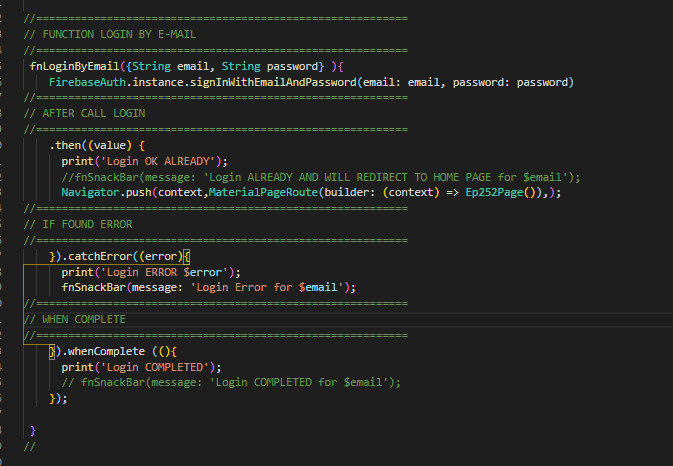 //=========================================================
// FUNCTION LOGIN BY E-MAIL
//=========================================================
fnLoginByEmail({String email, String password} ){
FirebaseAuth.instance.signInWithEmailAndPassword(email: email, password: password)
//=========================================================
// AFTER CALL LOGIN
//=========================================================
.then((value) {
print('Login OK ALREADY');
//fnSnackBar(message: 'Login ALREADY AND WILL REDIRECT TO HOME PAGE for $email');
Navigator.push(context,MaterialPageRoute(builder: (context) => Ep252Page()),);
//=========================================================
// IF FOUND ERROR
//=========================================================
}).catchError((error){
print('Login ERROR $error');
fnSnackBar(message: 'Login Error for $email');
//=========================================================
// WHEN COMPLETE
//=========================================================
}).whenComplete ((){
print('Login COMPLETED');
// fnSnackBar(message: 'Login COMPLETED for $email');
});
}
//